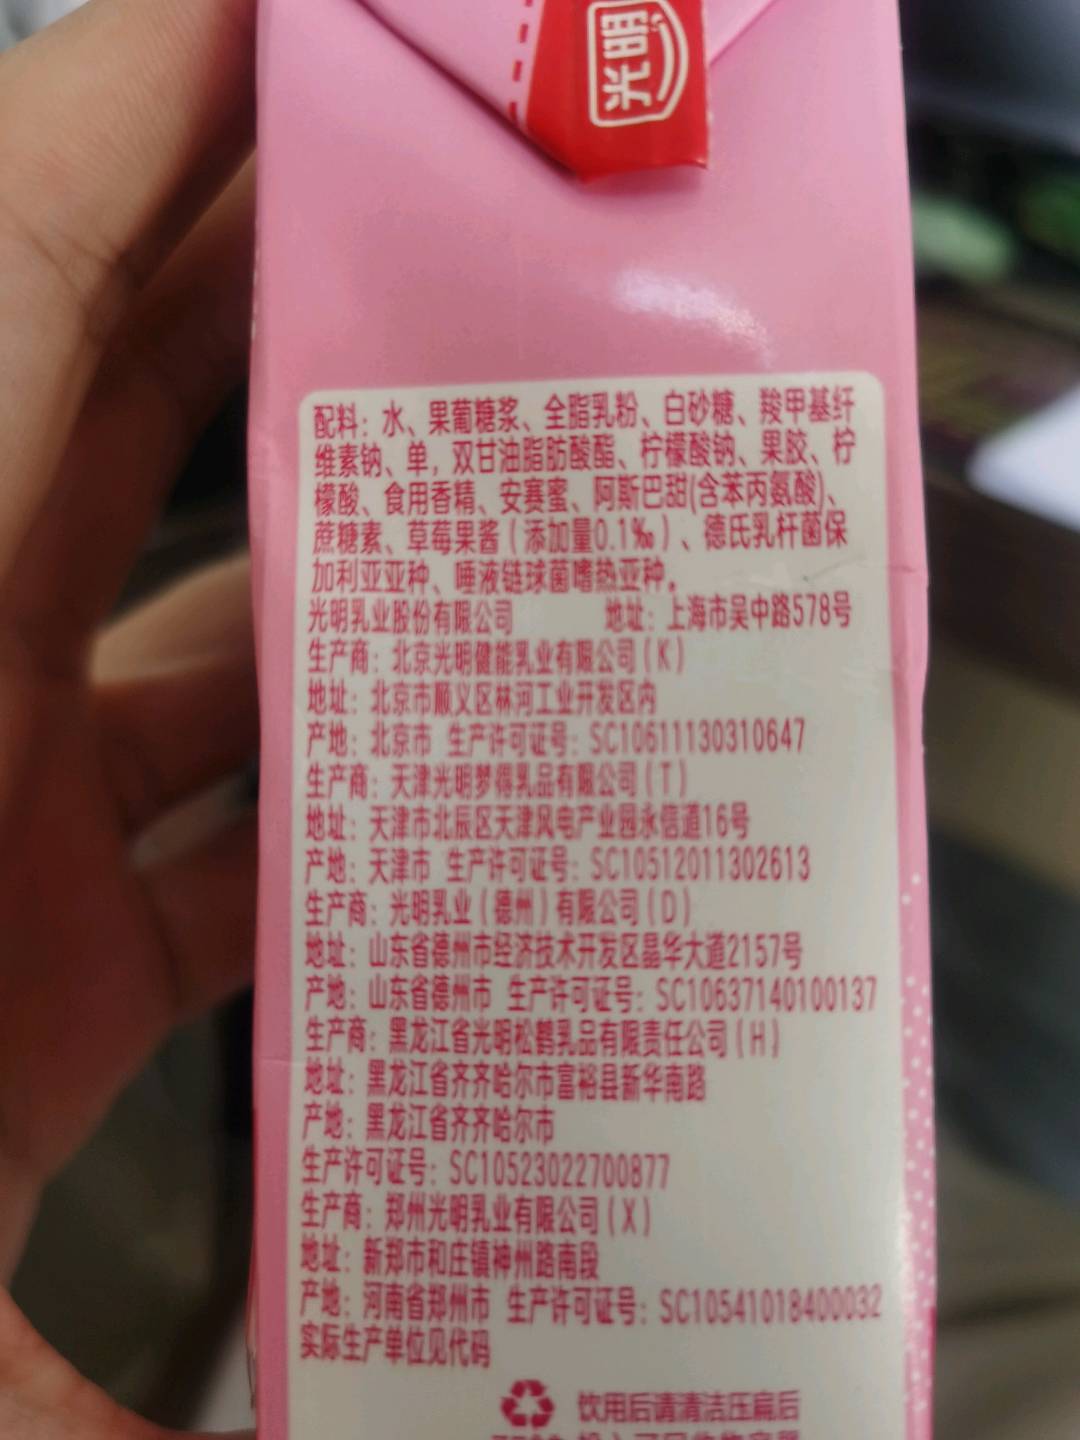 光明
配料：水、果葡糖浆、全脂乳粉、白砂糖、羧甲基纤
维素钠、单，双甘油脂肪酸酯、柠檬酸钠、果胶、柠
檬酸、食用香精、安赛蜜、阿斯巴甜(含苯丙氨酸)、
蔗糖素、草莓果酱（添加量0.1‰）、德氏乳杆菌保
加利亚亚种、唾液链球菌嗜热亚种。
光明乳业股份有限公司 地址：上海市吴中路578号
生产商：北京光明健能乳业有限公司（K）
地址：北京市顺义区林河工业开发区内
产地：北京市 生产许可证号：SC10611130310647
生产商：天津光明梦得乳品有限公司（T）
地址：天津市北辰区天津风电产业园永信道16号
产地：天津市 生产许可证号：SC10512011302613
生产商：光明乳业（德州）有限公司（D）
地址：山东省德州市经济技术开发区晶华大道2157号
产地：山东省德州市 生产许可证号：SC10637140100137
生产商：黑龙江省光明松鹤乳品有限责任公司（H）
地址：黑龙江省齐齐哈尔市富裕县新华南路
产地：黑龙江省齐齐哈尔市
生产许可证号：SC10523022700877
生产商：郑州光明乳业有限公司（X）
地址：新郑市和庄镇神州路南段
产地：河南省郑州市 生产许可证号：SC10541018400032
实际生产单位见代码
饮用后请清洁压扁后